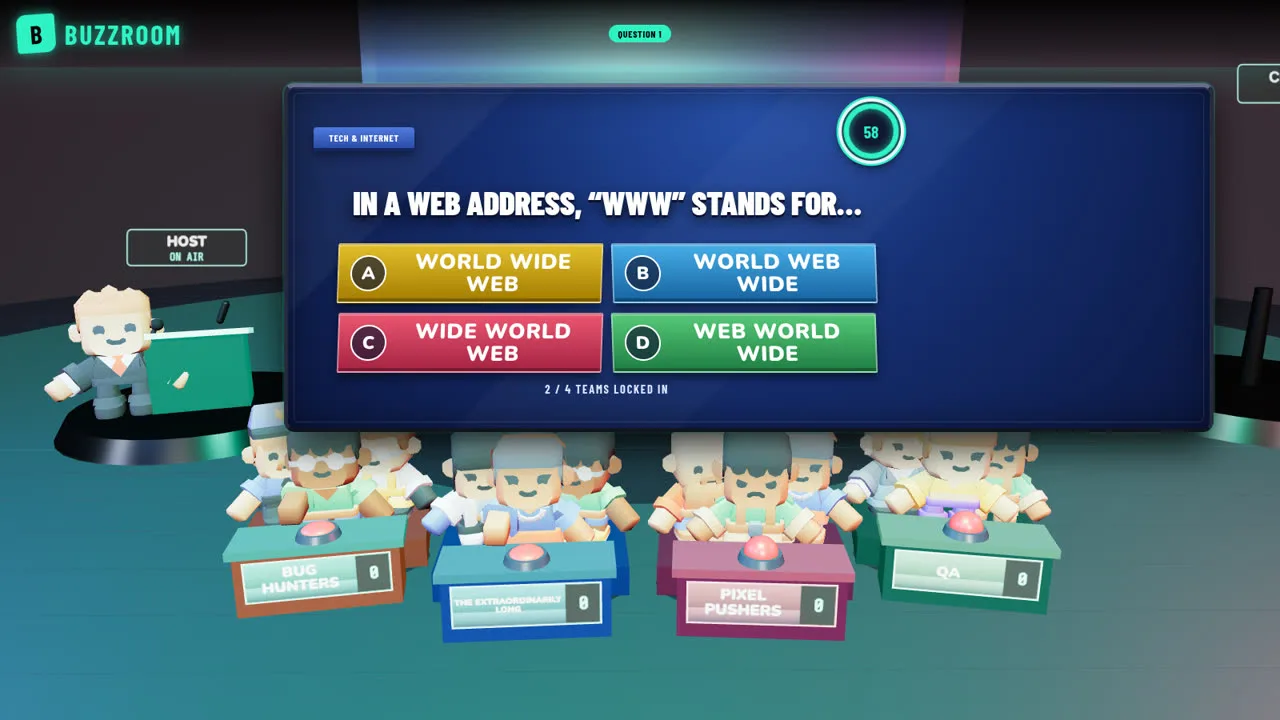 B BUZZROOM
QUESTION 1
C
TECH & INTERNET
58
IN A WEB ADDRESS, “WWW” STANDS FOR...
HOST
ON AIR
A WORLD WIDE
WEB
B WORLD WEB
WIDE
C WIDE WORLD
WEB
D WEB WORLD
WIDE
2 / 4 TEAMS LOCKED IN
BUG
HUNTERS
0
THE EXTRAORDINARILY
LONG
0
PIXEL
PUSHERS
0
QA
0